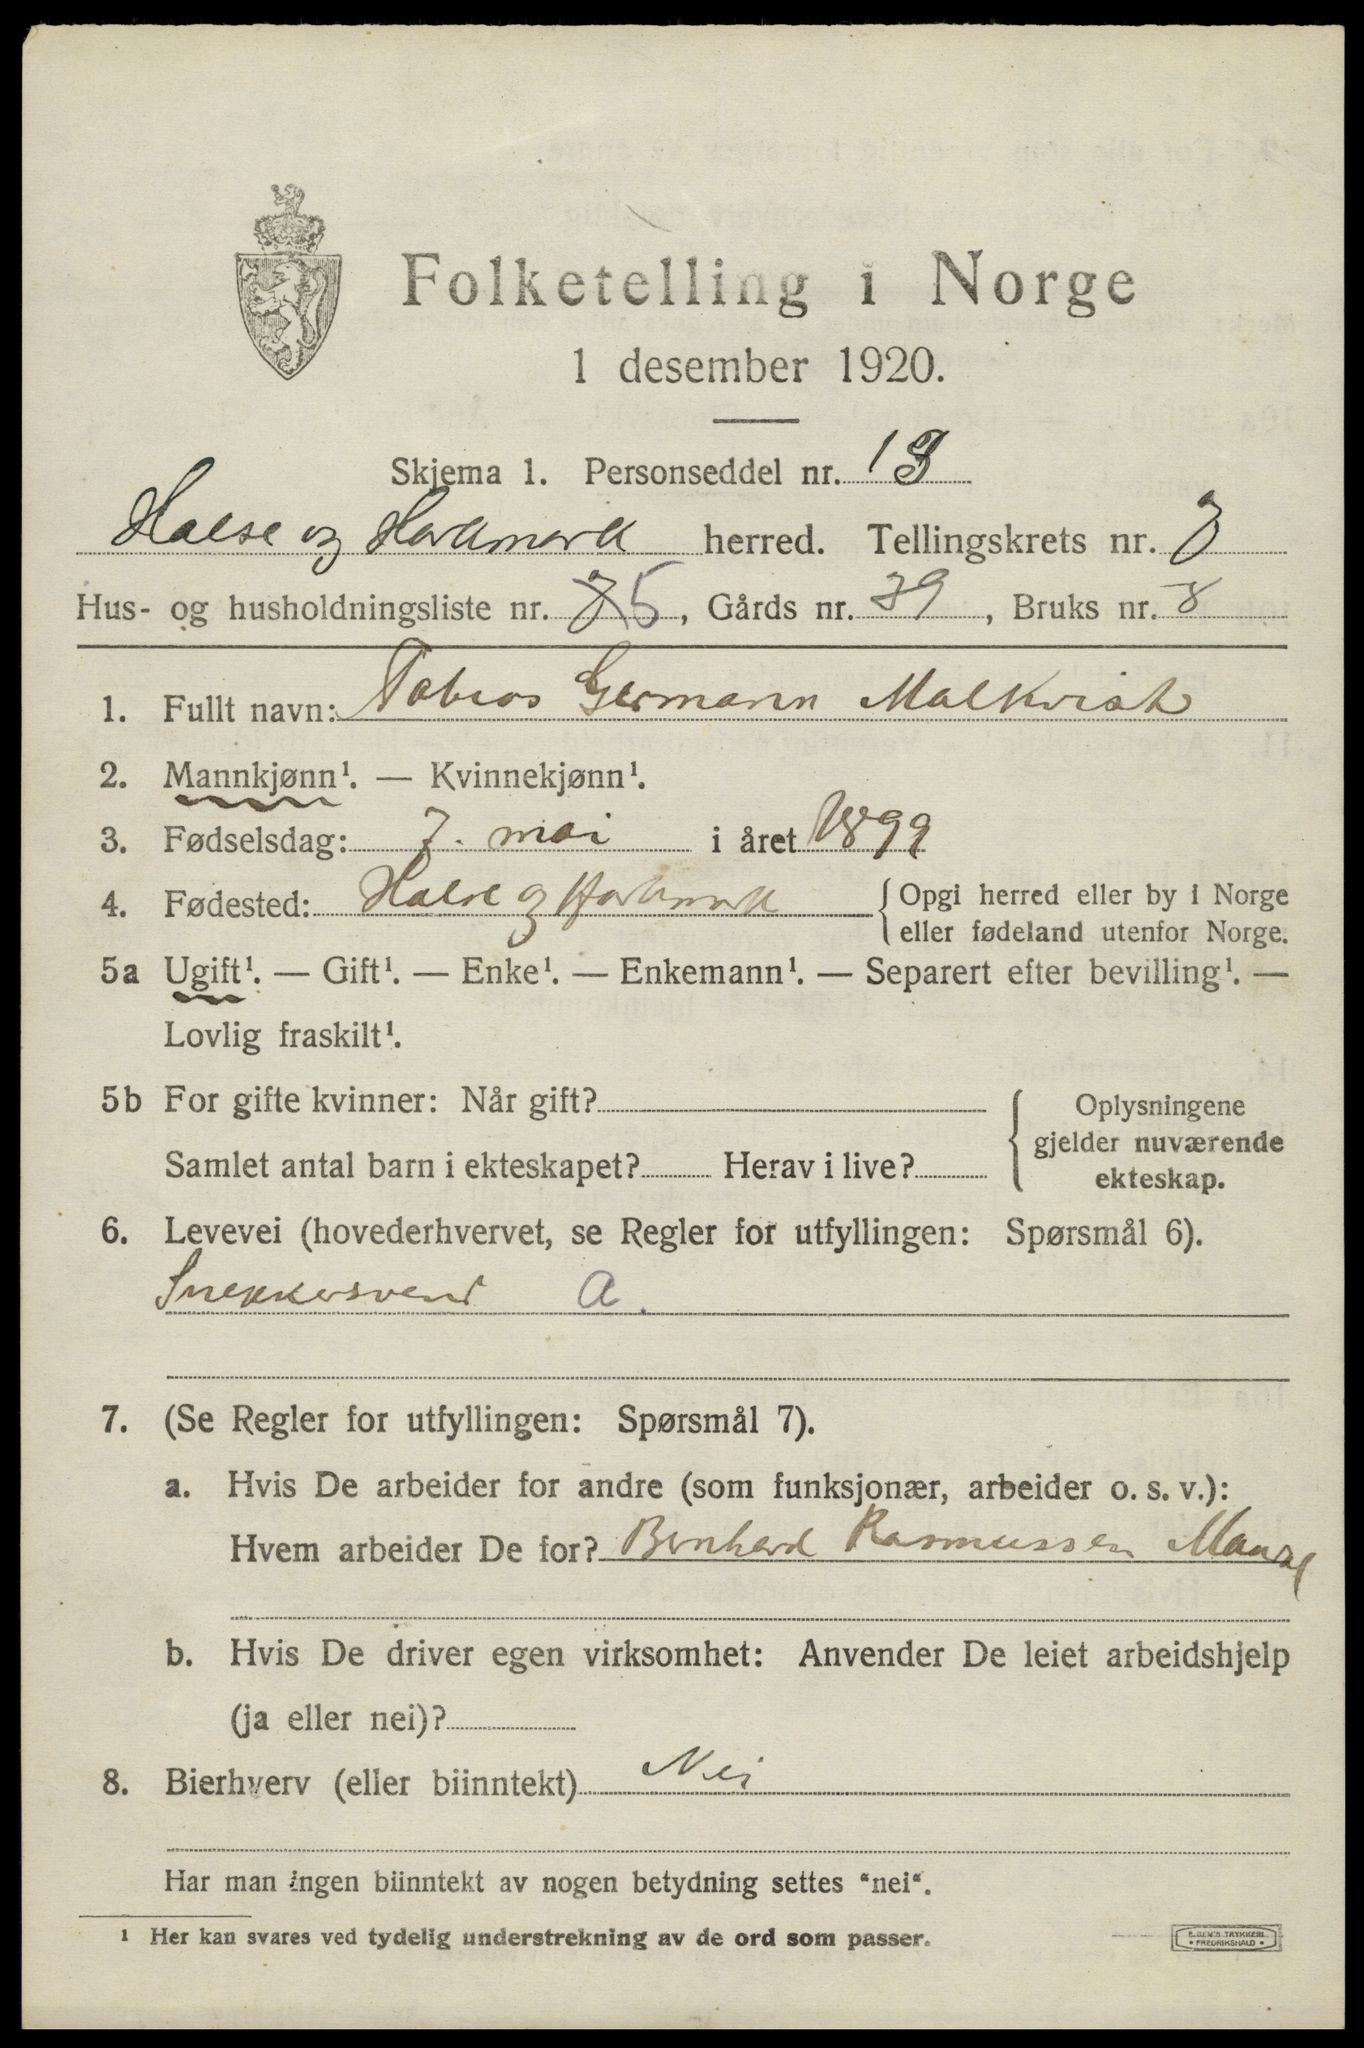 Folketelling i Norge
1 desember 1920.
Skjema 1. Personseddel nr. 13
Halse og Harkmark herred. Tellingskrets nr. 7
Hus- og husholdningsliste nr. 5, Gårds nr. 39, Bruks nr. 8
1. Fullt navn: Tobias Germann Malkvist
2. Mannkjønn¹. — Kvinnekjønn¹.
3. Fødselsdag: 7. mai i året 1899
4. Fødested: Halse og Harkmark { Opgi herred eller by i Norge
eller fødeland utenfor Norge.
5a Ugift¹. — Gift¹. — Enke¹. — Enkemann¹. — Separert efter bevilling¹. —
Lovlig fraskilt¹.
5b For gifte kvinner: Når gift?
Samlet antal barn i ekteskapet? Herav i live?
Oplysningene
gjelder nuværende
ekteskap.
6. Levevei (hovederhvervet, se Regler for utfyllingen: Spørsmål 6).
Snekkersvend A.
7. (Se Regler for utfyllingen: Spørsmål 7).
a. Hvis De arbeider for andre (som funksjonær, arbeider o. s. v.):
Hvem arbeider De for? Bernhard Rasmussen Mandal
b. Hvis De driver egen virksomhet: Anvender De leiet arbeidshjelp
(ja eller nei)?
8. Bierhverv (eller biinntekt) Nei
Har man ingen biinntekt av nogen betydning settes "nei".
¹ Her kan svares ved tydelig understrekning av de ord som passer.
TRYKKERI
FREDRIKSHALD